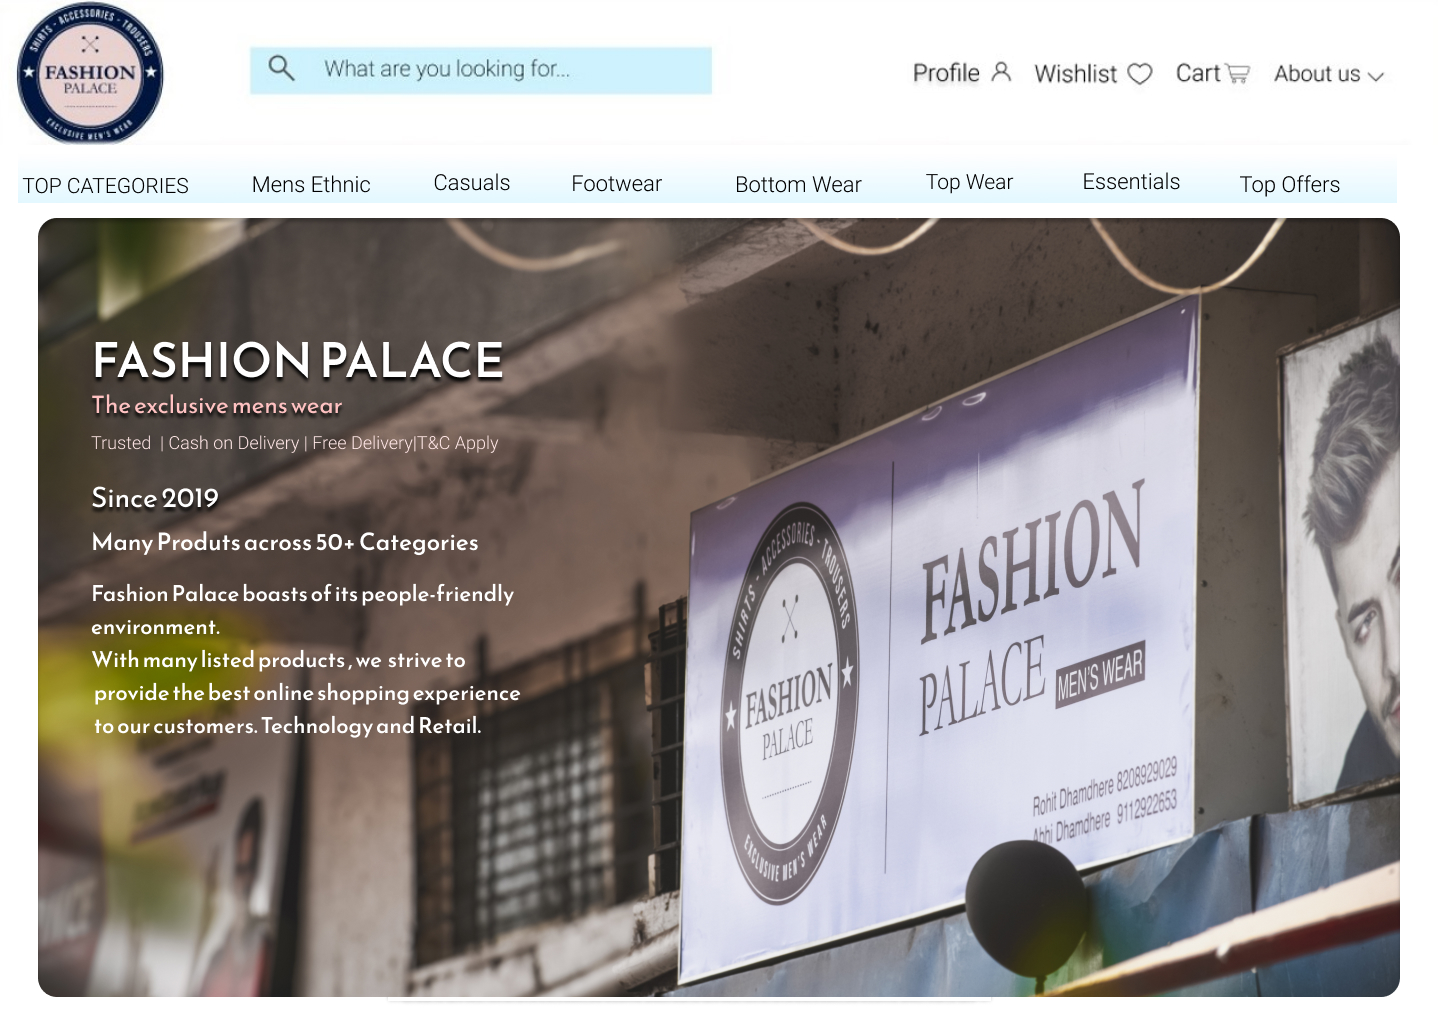 SHIRTS - ACCESSORIES - TROUSERS
FASHION
PALACE
EXCLUSIVE MEN'S WEAR
What are you looking for...
Profile
Wishlist
Cart
About us
TOP CATEGORIES
Mens Ethnic
Casuals
Footwear
Bottom Wear
Top Wear
Essentials
Top Offers
FASHION PALACE
The exclusive mens wear
Trusted | Cash on Delivery | Free Delivery|T&C Apply
Since 2019
Many Produts across 50+ Categories
Fashion Palace boasts of its people-friendly
environment.
With many listed products , we strive to
provide the best online shopping experience
to our customers. Technology and Retail.
SHIRTS - ACCESSORIES - TROUSERS
FASHION
PALACE
EXCLUSIVE MEN'S WEAR
FASHION
PALACE MEN'S WEAR
Rohit Dhamdhere 8208929029
Abhi Dhamdhere 9112922653